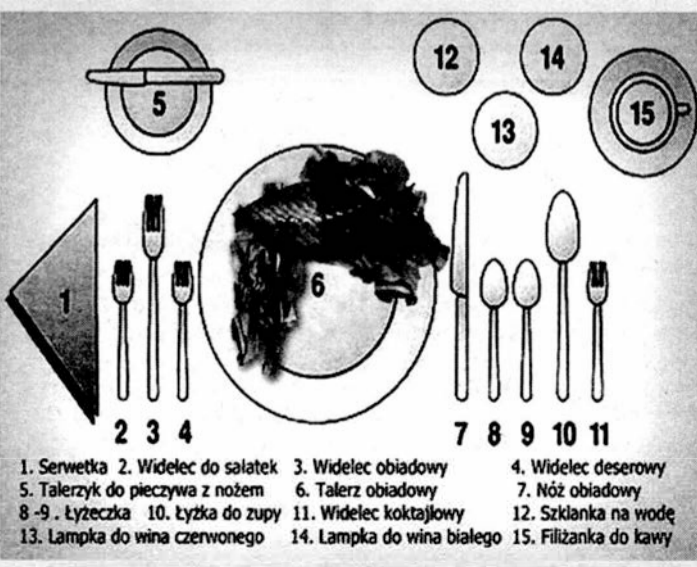 12 14
5 15
13
1 6
2 3 4 7 8 9 10 11
1. Serwetka 2. Widelec do sałatek 3. Widelec obiadowy 4. Widelec deserowy
5. Talerzyk do pieczywa z nożem 6. Talerz obiadowy 7. Nóż obiadowy
8 -9 . Łyżeczka 10. Łyżka do zupy 11. Widelec koktajlowy 12. Szklanka na wodę
13. Lampka do wina czerwonego 14. Lampka do wina białego 15. Filiżanka do kawy